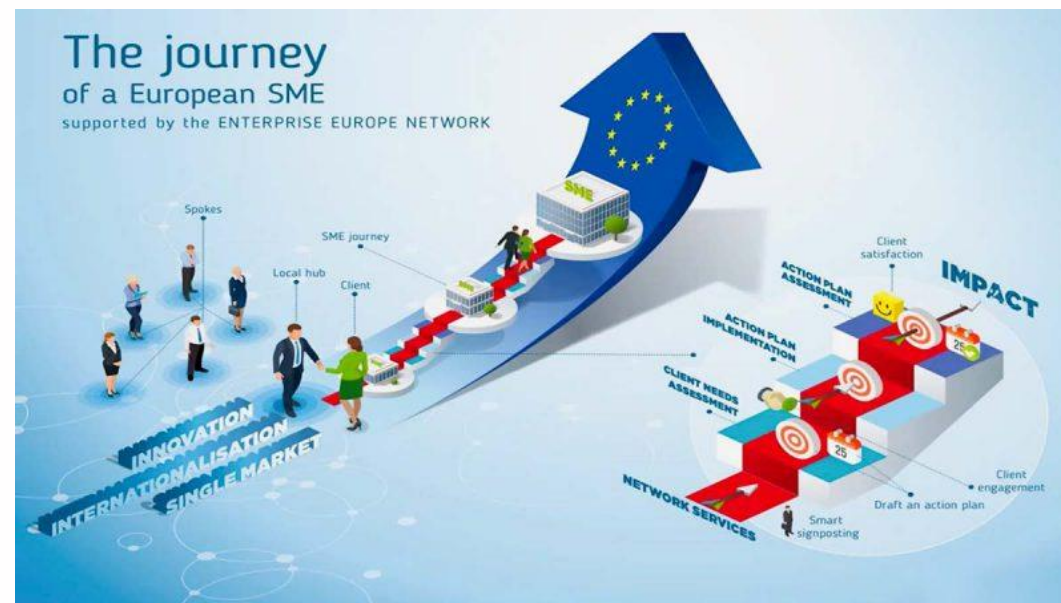 The journey
of a European SME
supported by the ENTERPRISE EUROPE NETWORK
Spokes
SME journey
Local hub
Client
SME
SME
SME
INNOVATION
INTERNATIONALISATION
SINGLE MARKET
Client
satisfaction
IMPACT
ACTION PLAN
ASSESSMENT
25
ACTION PLAN
IMPLEMENTATION
CLIENT NEEDS
ASSESSMENT
25
Client
engagement
Draft an action plan
NETWORK SERVICES
Smart
signposting